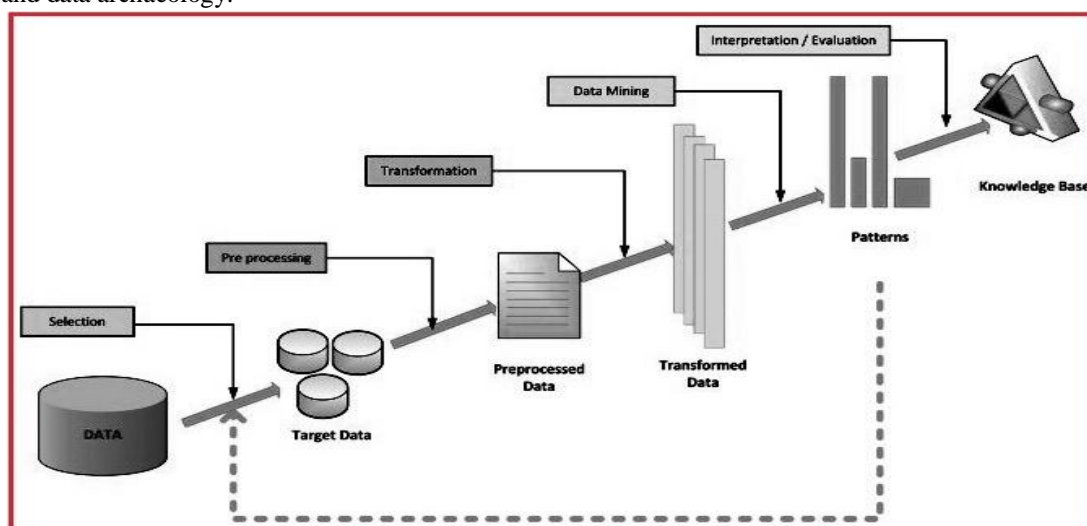 and data archaeology.
Interpretation / Evaluation
Data Mining
Knowledge Base
Transformation
Patterns
Pre processing
Selection
Preprocessed
Data
Transformed
Data
Target Data
DATA